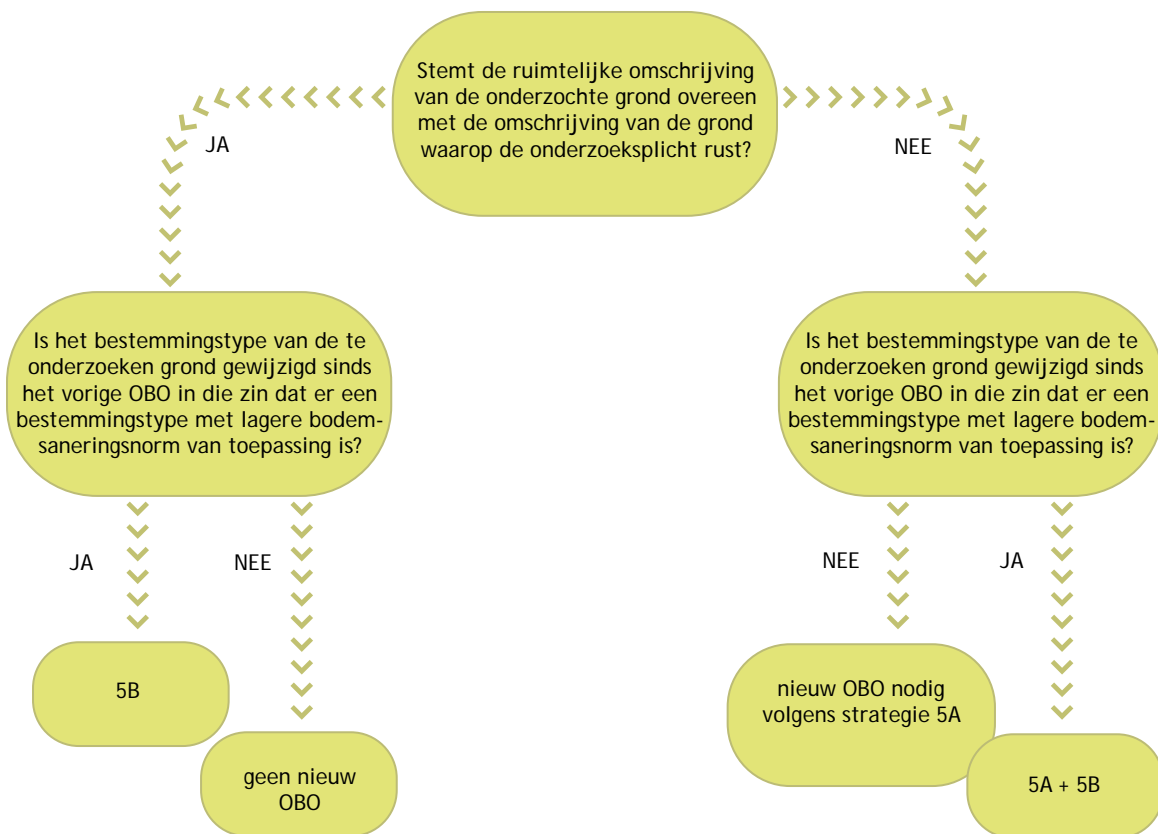 Stemt de ruimtelijke omschrijving
van de onderzochte grond overeen
met de omschrijving van de grond
waarop de onderzoeksplicht rust?
JA
NEE
Is het bestemmingstype van de te
onderzoeken grond gewijzigd sinds
het vorige OBO in die zin dat er een
bestemmingstype met lagere bodem-
saneringsnorm van toepassing is?
Is het bestemmingstype van de te
onderzoeken grond gewijzigd sinds
het vorige OBO in die zin dat er een
bestemmingstype met lagere bodem-
saneringsnorm van toepassing is?
JA
NEE
NEE
JA
5B
geen nieuw
OBO
nieuw OBO nodig
volgens strategie 5A
5A + 5B